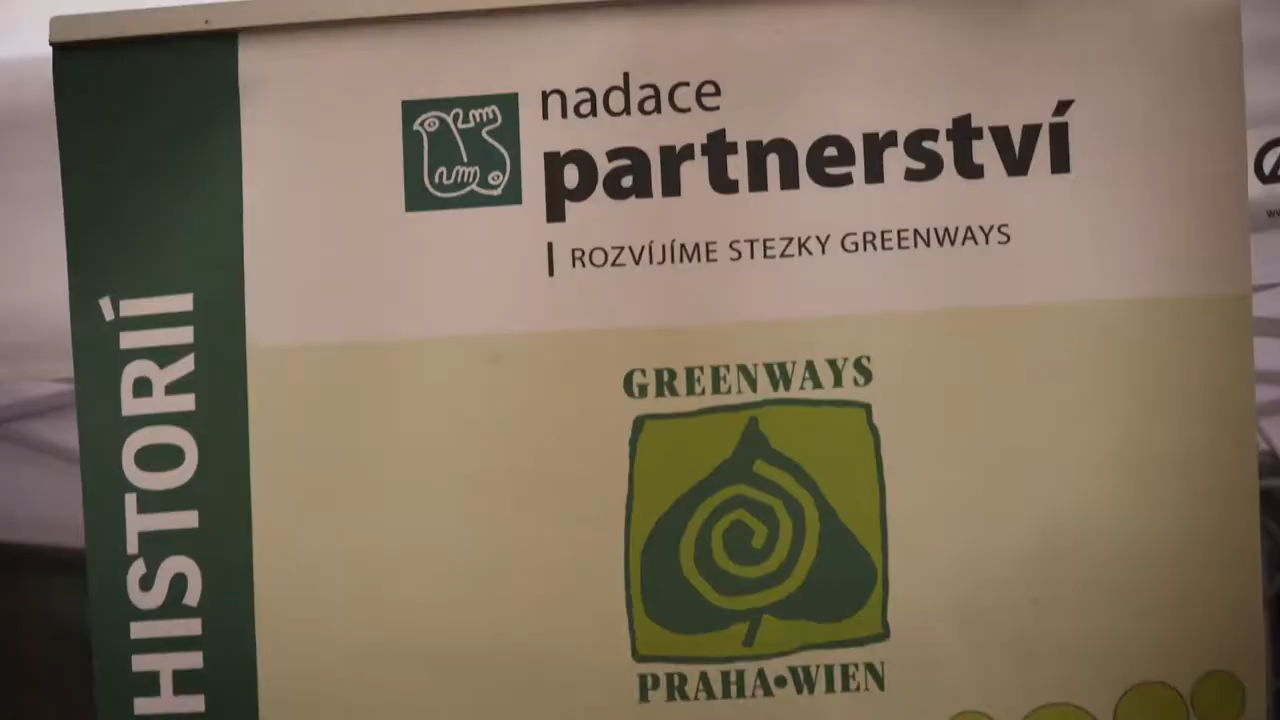 nadace
partnerství
ROZVÍJÍME STEZKY GREENWAYS
HISTORIÍ
GREENWAYS
PRAHA•WIEN